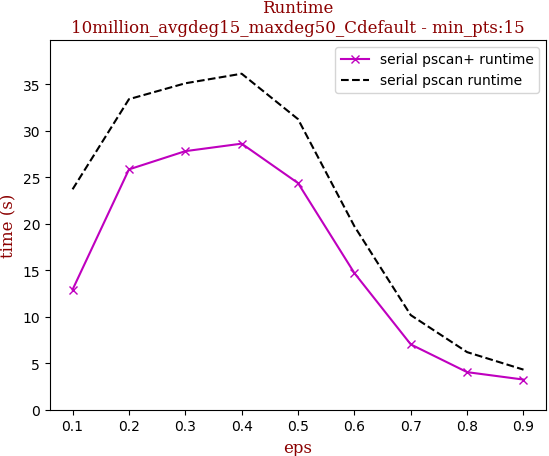 Runtime
10million_avgdeg15_maxdeg50_Cdefault - min_pts:15
serial pscan+ runtime
serial pscan runtime
time (s)
35
30
25
20
15
10
5
0
0.1 0.2 0.3 0.4 0.5 0.6 0.7 0.8 0.9
eps